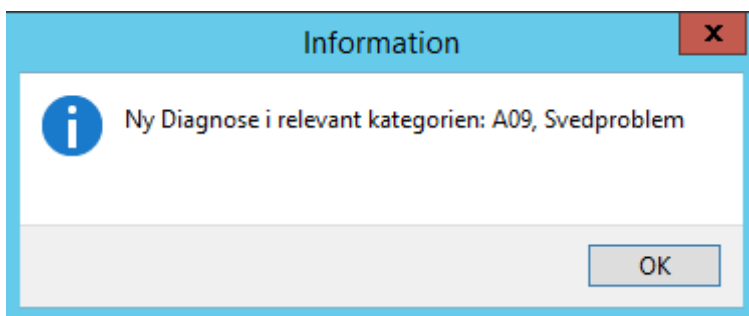 Information
x
Ny Diagnose i relevant kategorien: A09, Svedproblem
OK